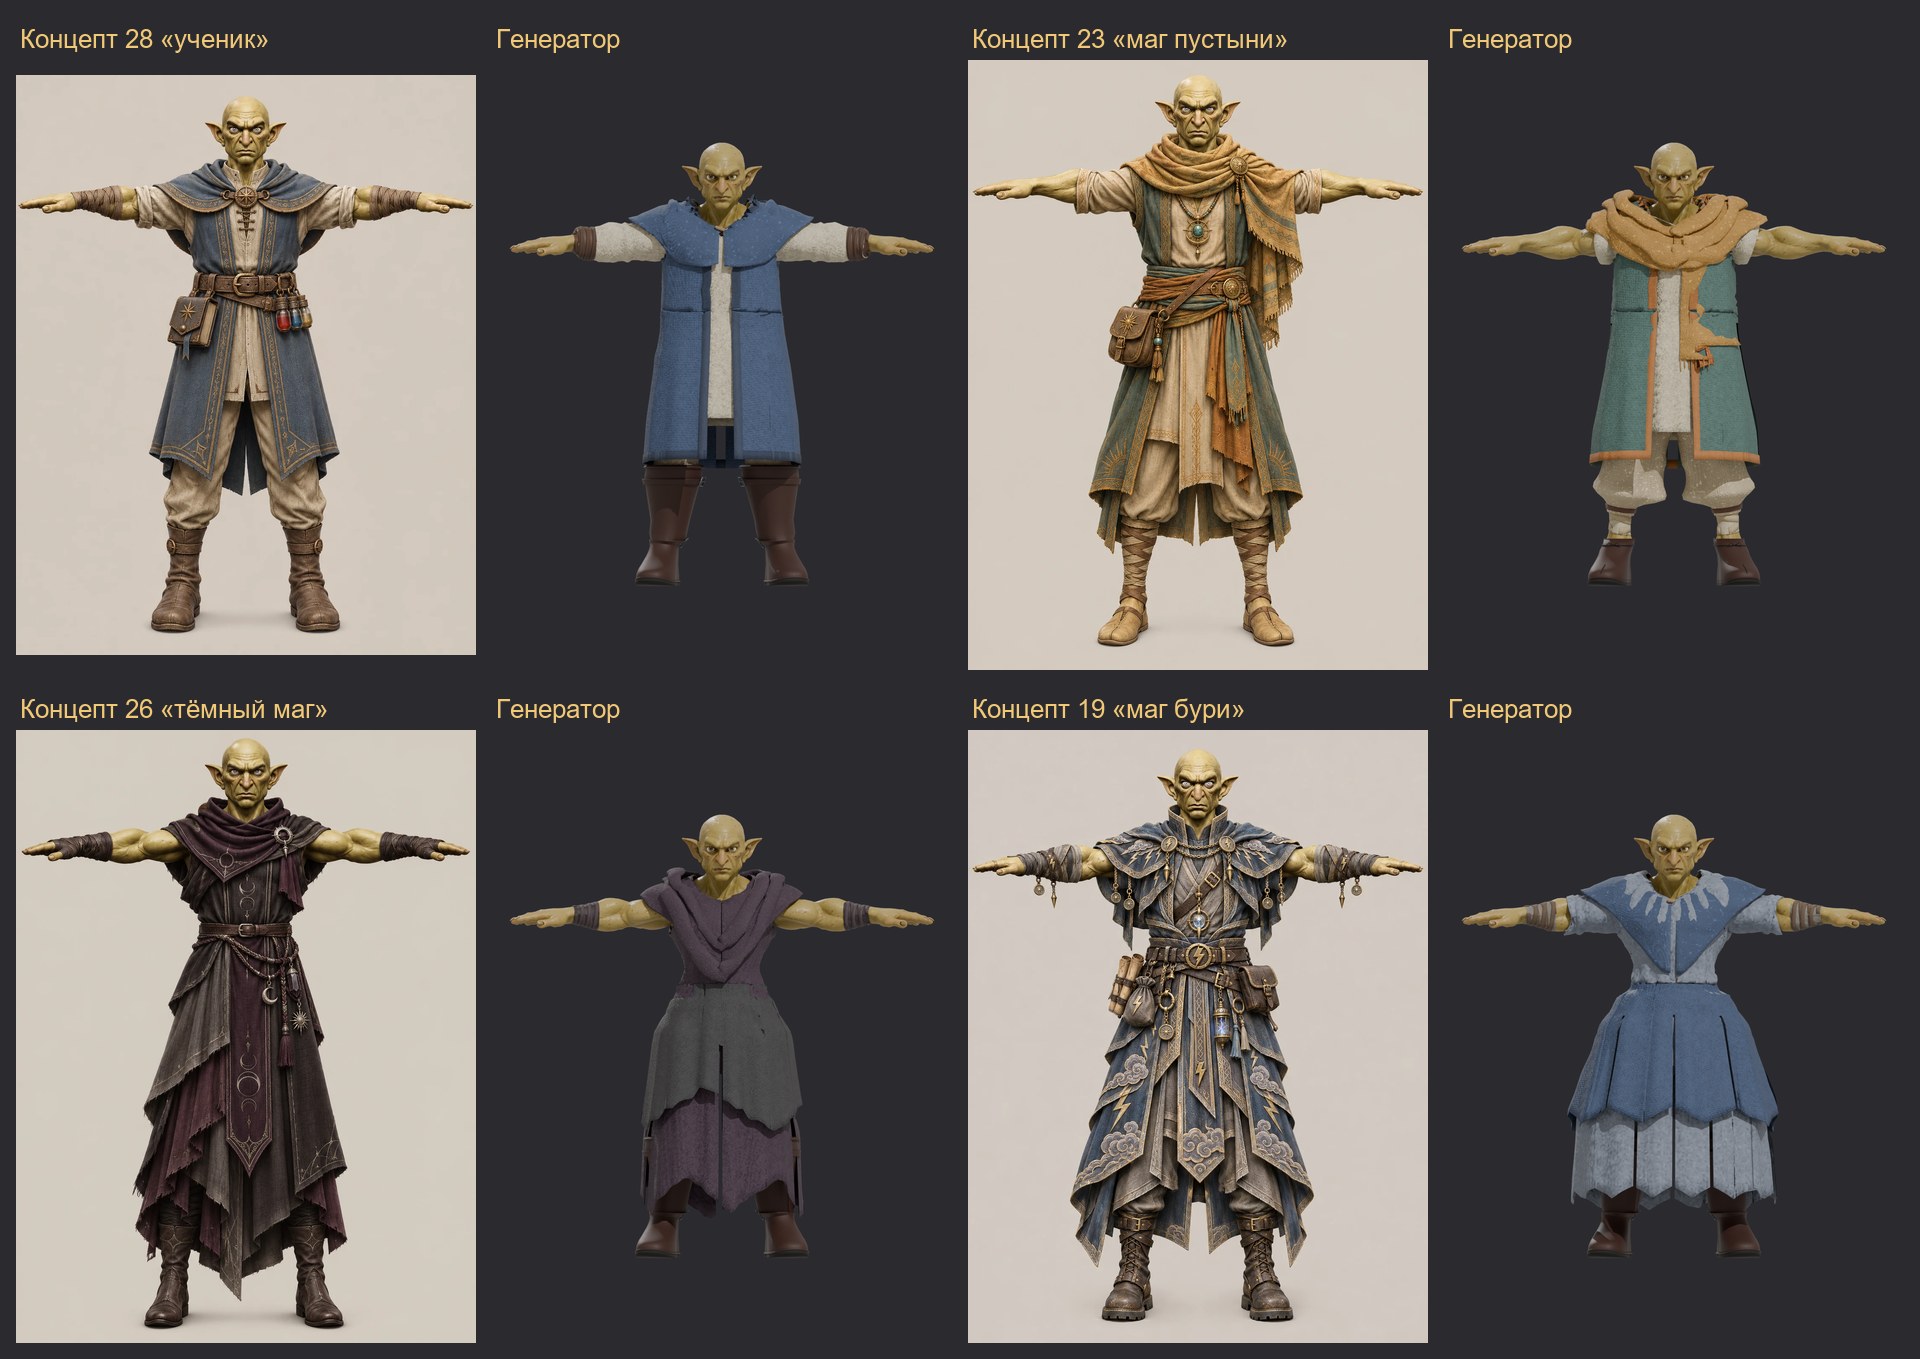 Концепт 28 «ученик»
Генератор
Концепт 23 «маг пустыни»
Генератор
Концепт 26 «тёмный маг»
Генератор
Концепт 19 «маг бури»
Генератор